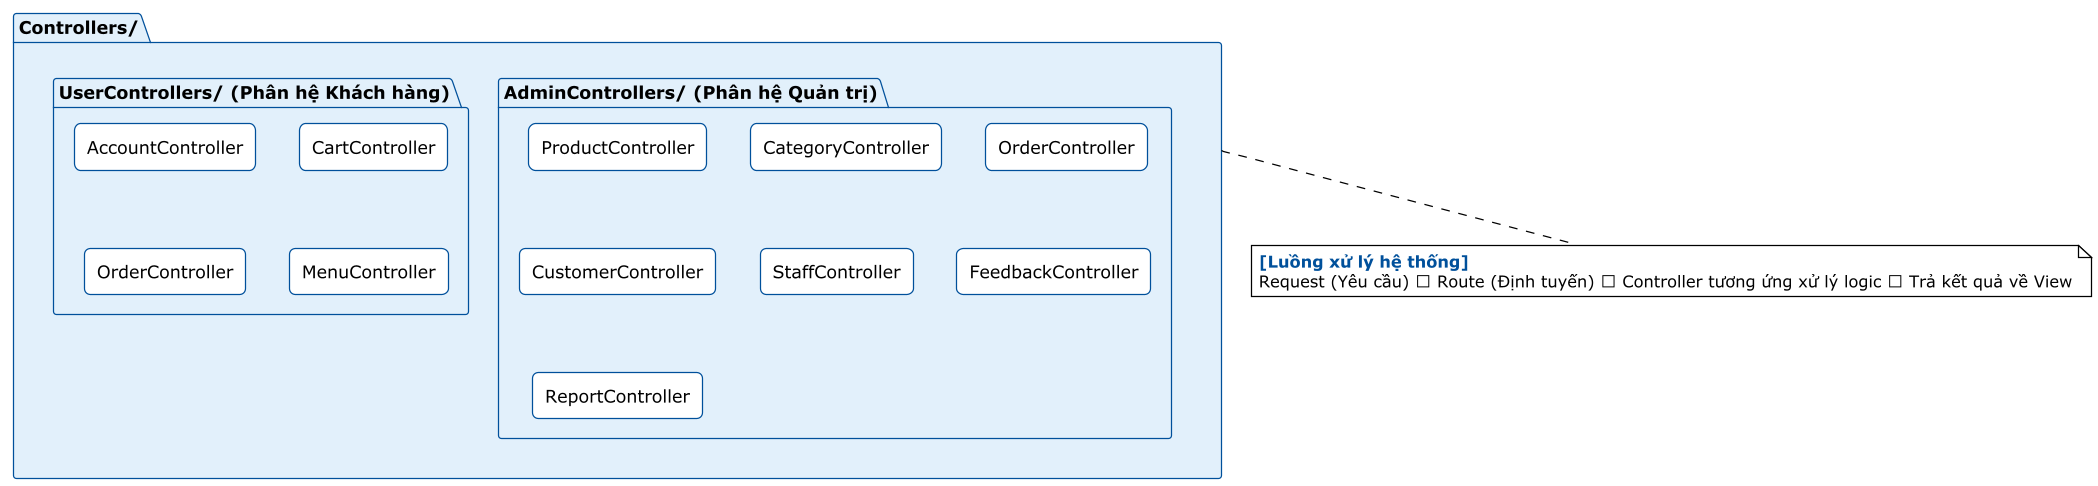 Controllers/
UserControllers/ (Phân hệ Khách hàng)
AccountController
CartController
OrderController
MenuController
AdminControllers/ (Phân hệ Quản trị)
ProductController
CategoryController
OrderController
CustomerController
StaffController
FeedbackController
ReportController
[Luồng xử lý hệ thống]
Request (Yêu cầu) □ Route (Định tuyến) □ Controller tương ứng xử lý logic □ Trả kết quả về View